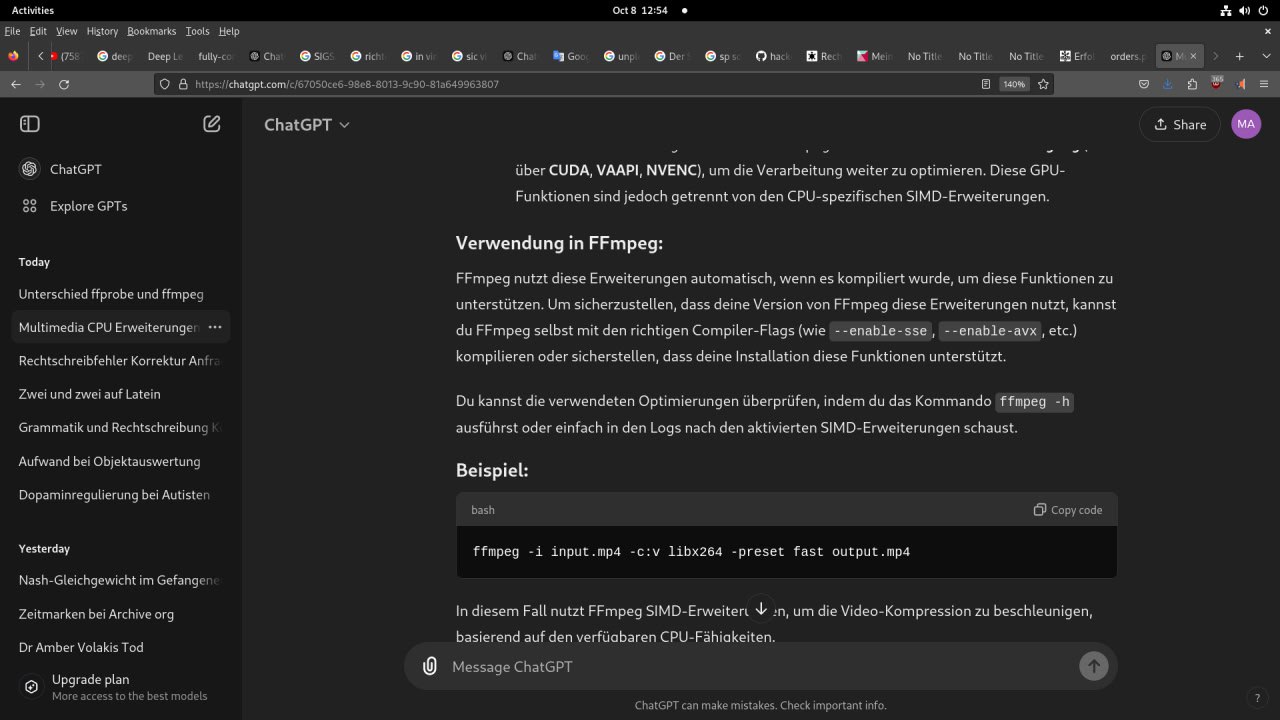 Activities
Oct 8 12:54
File Edit View History Bookmarks Tools Help
(758 deep Deep Le fully-co Chat SIGS richt in vi sic vi Chat Goog unpl Der sp sc hack Rech Mein No Title No Title No Title Erfo orders.p M
https://chatgpt.com/c/67050ce6-98e8-8013-9c90-81a649963807
140%
365
ChatGPT
Share
MA
ChatGPT
Explore GPTs
Today
Unterschied ffprobe und ffmpeg
Multimedia CPU Erweiterungen
Rechtschreibfehler Korrektur Anfra
Zwei und zwei auf Latein
Grammatik und Rechtschreibung K
Aufwand bei Objektauswertung
Dopaminregulierung bei Autisten
Yesterday
Nash-Gleichgewicht im Gefangene
Zeitmarken bei Archive org
Dr Amber Volakis Tod
Upgrade plan
More access to the best models
über CUDA, VAAPI, NVENC), um die Verarbeitung weiter zu optimieren. Diese GPU-
Funktionen sind jedoch getrennt von den CPU-spezifischen SIMD-Erweiterungen.
Verwendung in FFmpeg:
FFmpeg nutzt diese Erweiterungen automatisch, wenn es kompiliert wurde, um diese Funktionen zu
unterstützen. Um sicherzustellen, dass deine Version von FFmpeg diese Erweiterungen nutzt, kannst
du FFmpeg selbst mit den richtigen Compiler-Flags (wie --enable-sse, --enable-avx, etc.)
kompilieren oder sicherstellen, dass deine Installation diese Funktionen unterstützt.
Du kannst die verwendeten Optimierungen überprüfen, indem du das Kommando ffmpeg -h
ausführst oder einfach in den Logs nach den aktivierten SIMD-Erweiterungen schaust.
Beispiel:
bash
Copy code
ffmpeg -i input.mp4 -c:v libx264 -preset fast output.mp4
In diesem Fall nutzt FFmpeg SIMD-Erweiterungen, um die Video-Kompression zu beschleunigen,
basierend auf den verfügbaren CPU-Fähigkeiten.
Message ChatGPT
ChatGPT can make mistakes. Check important info.
?